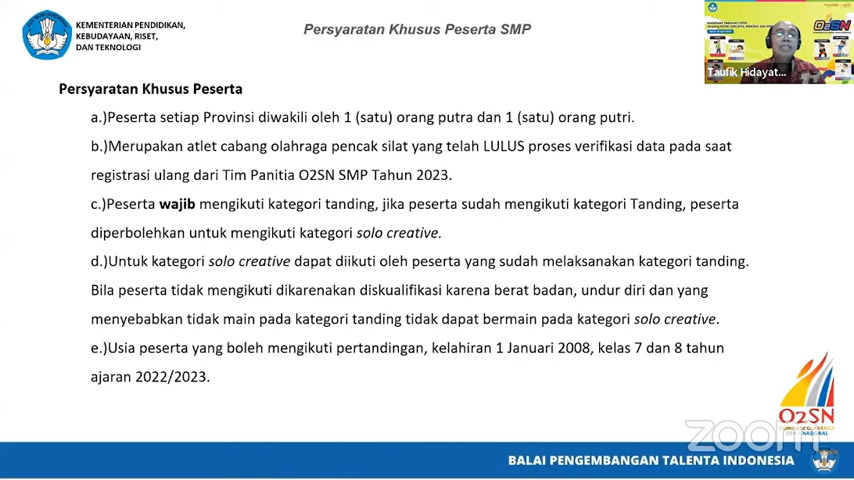 KEMENTERIAN PENDIDIKAN,
KEBUDAYAAN, RISET,
DAN TEKNOLOGI
Persyaratan Khusus Peserta SMP
O2SN
Taufik Hidayat...
Persyaratan Khusus Peserta
a.)Peserta setiap Provinsi diwakili oleh 1 (satu) orang putra dan 1 (satu) orang putri.
b.)Merupakan atlet cabang olahraga pencak silat yang telah LULUS proses verifikasi data pada saat
registrasi ulang dari Tim Panitia O2SN SMP Tahun 2023.
c.)Peserta wajib mengikuti kategori tanding, jika peserta sudah mengikuti kategori Tanding, peserta
diperbolehkan untuk mengikuti kategori solo creative.
d.)Untuk kategori solo creative dapat diikuti oleh peserta yang sudah melaksanakan kategori tanding.
Bila peserta tidak mengikuti dikarenakan diskualifikasi karena berat badan, undur diri dan yang
menyebabkan tidak main pada kategori tanding tidak dapat bermain pada kategori solo creative.
e.)Usia peserta yang boleh mengikuti pertandingan, kelahiran 1 Januari 2008, kelas 7 dan 8 tahun
ajaran 2022/2023.
O2SN
zoom
BALAI PENGEMBANGAN TALENTA INDONESIA